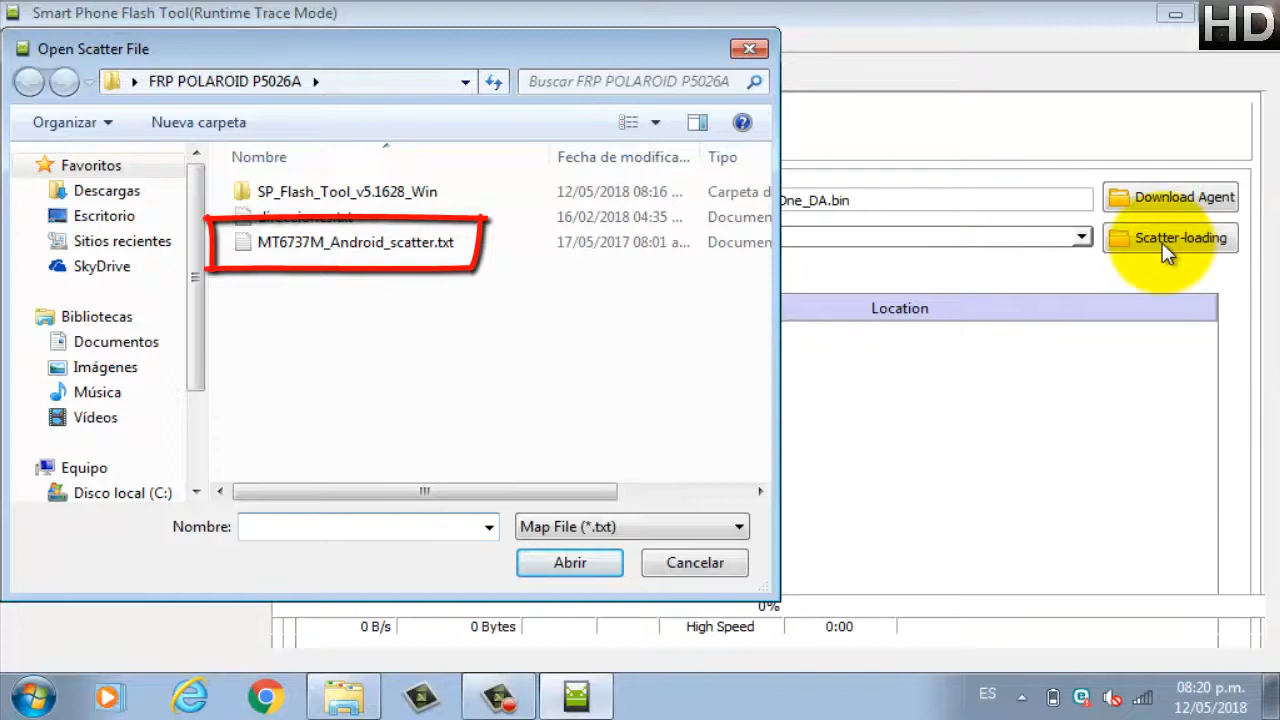 Smart Phone Flash Tool(Runtime Trace Mode)
HD
Open Scatter File
FRP POLAROID P5026A
Buscar FRP POLAROID P5026A
Organizar
Nueva carpeta
Nombre
Fecha de modifica...
Tipo
Favoritos
Descargas
Escritorio
Sitios recientes
SkyDrive
Bibliotecas
Documentos
Imágenes
Música
Vídeos
Equipo
Disco local (C:)
SP_Flash_Tool_v5.1628_Win
12/05/2018 08:16 ...
Carpeta d
16/02/2018 04:35 ...
Documen
MT6737M_Android_scatter.txt
17/05/2017 08:01 a...
Documen
Nombre:
Map File (*.txt)
Abrir
Cancelar
One_DA.bin
Download Agent
Scatter-loading
Location
0%
0 B/s
0 Bytes
High Speed
0:00
ES
08:20 p.m.
12/05/2018